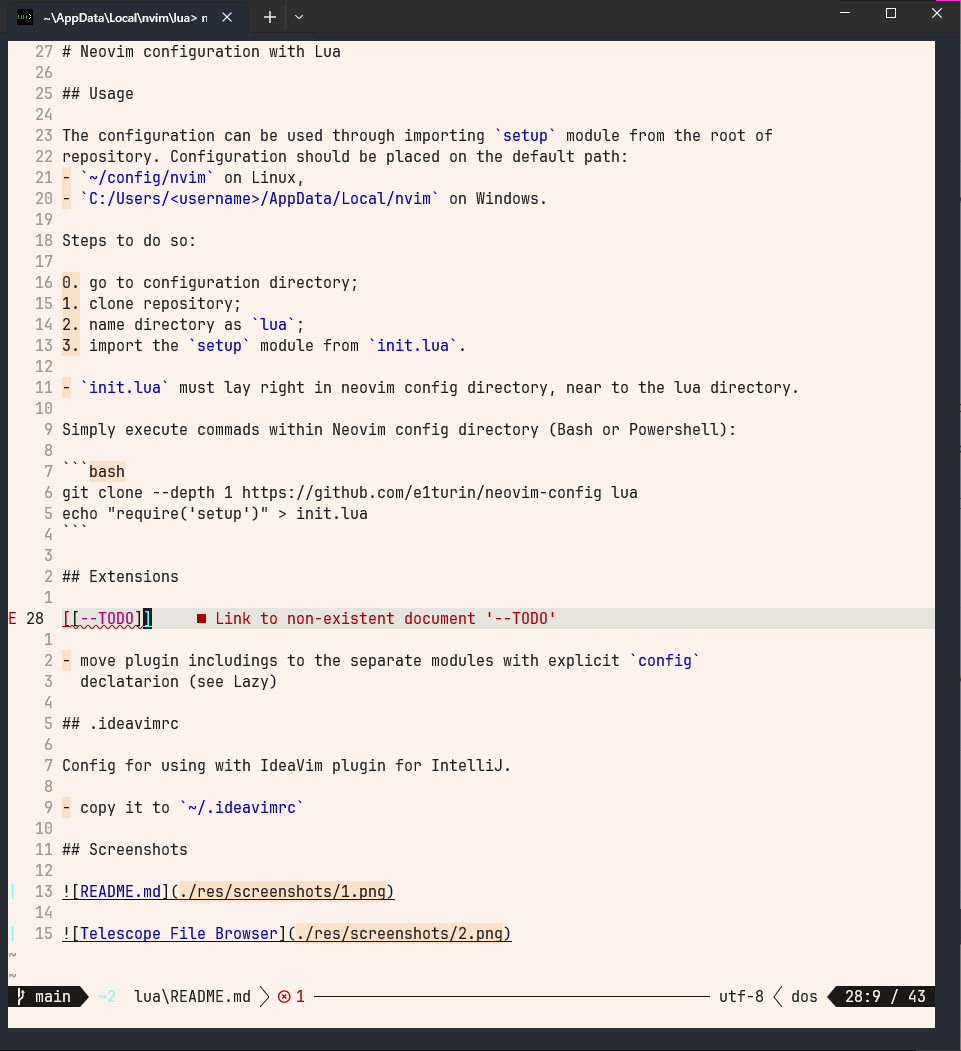 ~\AppData\Local\nvim\lua> n
27 # Neovim configuration with Lua
26
25 ## Usage
24
23 The configuration can be used through importing `setup` module from the root of
22 repository. Configuration should be placed on the default path:
21 - `~/config/nvim` on Linux,
20 - `C:/Users/<username>/AppData/Local/nvim` on Windows.
19
18 Steps to do so:
17
16 0. go to configuration directory;
15 1. clone repository;
14 2. name directory as `lua`;
13 3. import the `setup` module from `init.lua`.
12
11 - `init.lua` must lay right in neovim config directory, near to the lua directory.
10
9 Simply execute commads within Neovim config directory (Bash or Powershell):
8
7 ```bash
6 git clone --depth 1 https://github.com/e1turin/neovim-config lua
5 echo "require('setup')" > init.lua
4 ```
3
2 ## Extensions
1
E 28 [[--TODO]] ■ Link to non-existent document '--TODO'
1
2 - move plugin includings to the separate modules with explicit `config`
3 declatarion (see Lazy)
4
5 ## .ideavimrc
6
7 Config for using with IdeaVim plugin for IntelliJ.
8
9 - copy it to `~/.ideavimrc`
10
11 ## Screenshots
12
13 ![README.md](./res/screenshots/1.png)
14
15 ![Telescope File Browser](./res/screenshots/2.png)
~
~
main ~2 lua\README.md 1 utf-8 dos 28:9 / 43